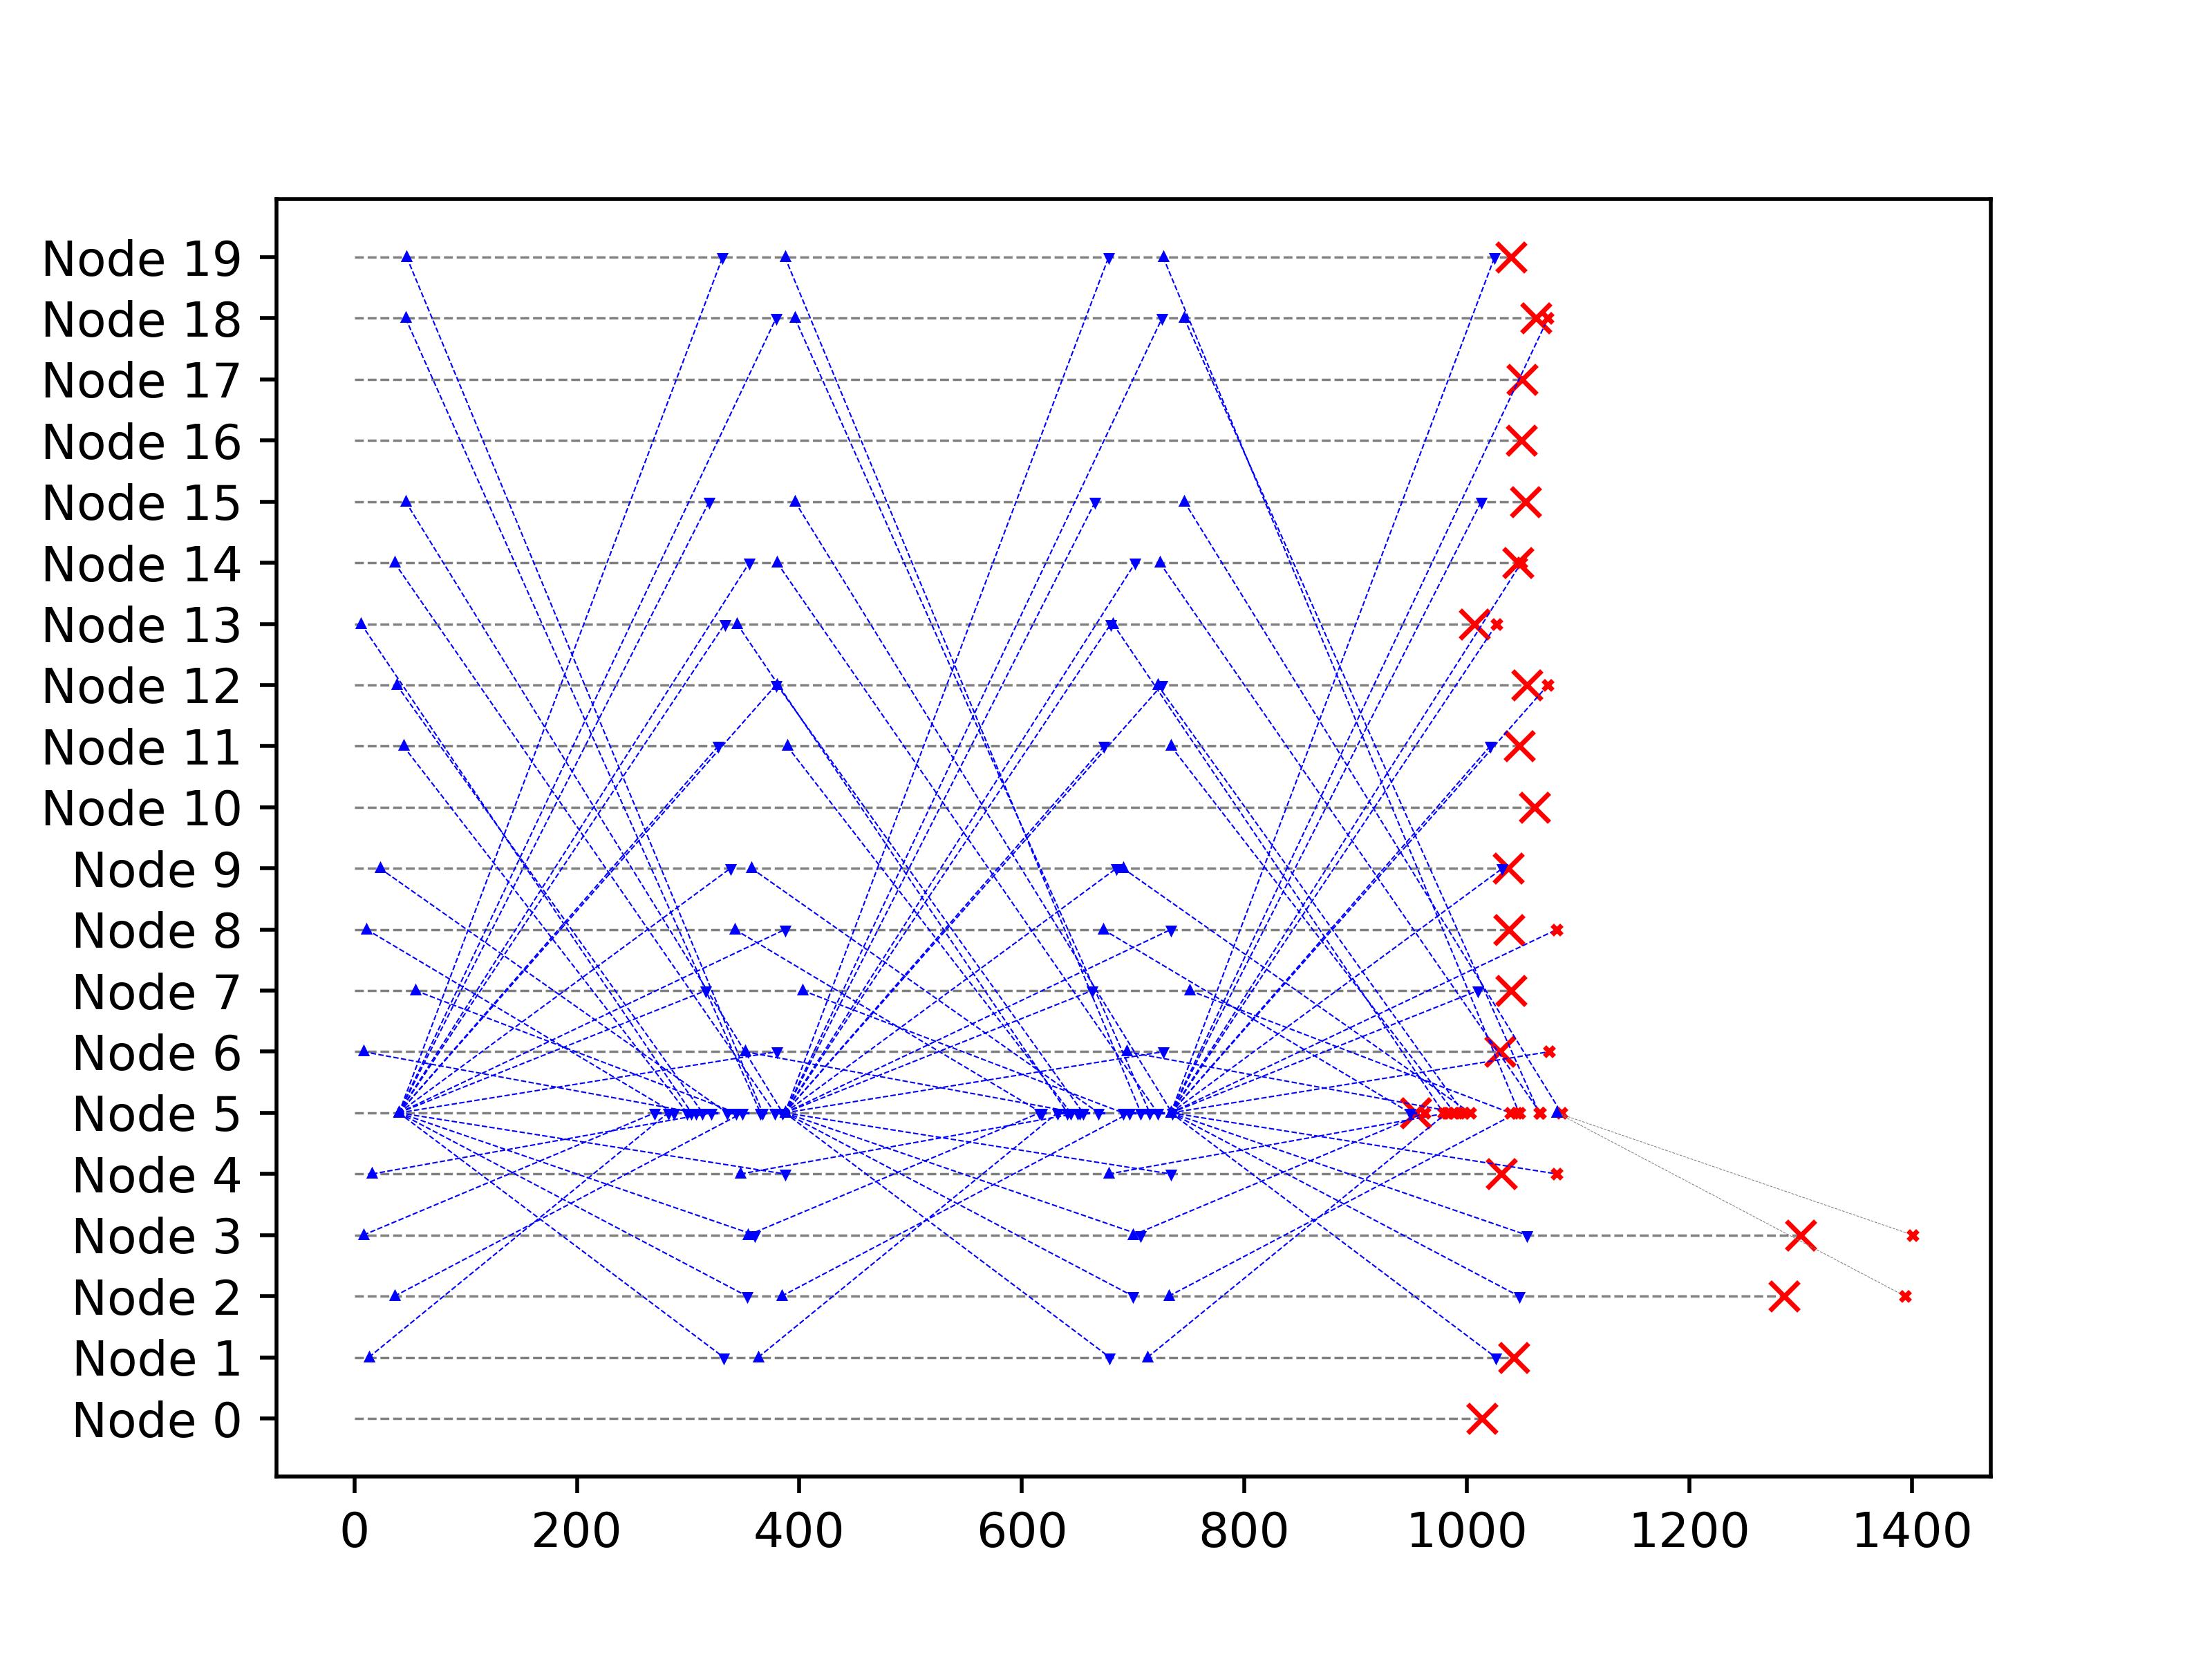 Node 19
Node 18
Node 17
Node 16
Node 15
Node 14
Node 13
Node 12
Node 11
Node 10
Node 9
Node 8
Node 7
Node 6
Node 5
Node 4
Node 3
Node 2
Node 1
Node 0
0 200 400 600 800 1000 1200 1400